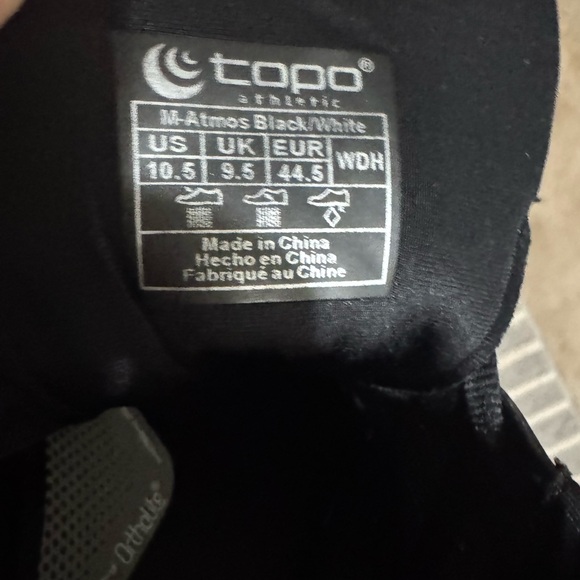 topo®
athletic
M-Atmos Black/White
US UK EUR WDH
10.5 9.5 44.5
Made in China
Hecho en China
Fabriqué au Chine
OrthoLite®